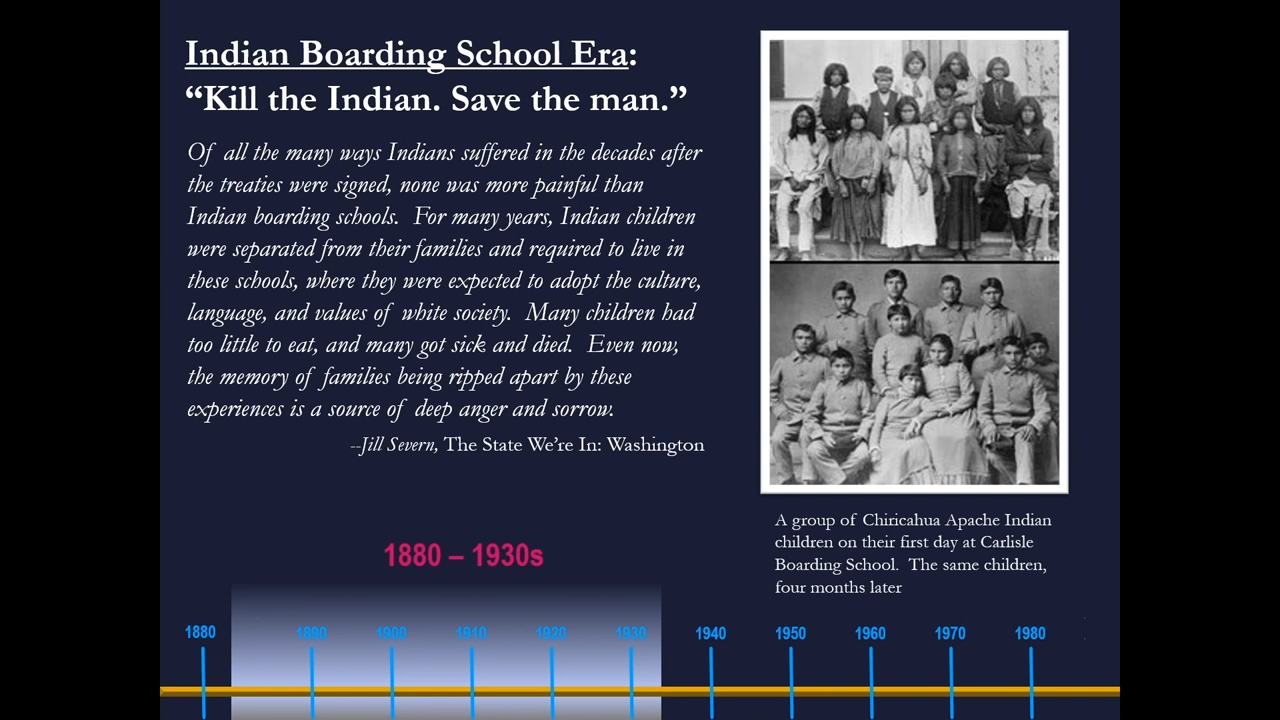 Indian Boarding School Era:
“Kill the Indian. Save the man.”
Of all the many ways Indians suffered in the decades after
the treaties were signed, none was more painful than
Indian boarding schools. For many years, Indian children
were separated from their families and required to live in
these schools, where they were expected to adopt the culture,
language, and values of white society. Many children had
too little to eat, and many got sick and died. Even now,
the memory of families being ripped apart by these
experiences is a source of deep anger and sorrow.
--Jill Severn, The State We’re In: Washington
A group of Chiricahua Apache Indian
children on their first day at Carlisle
Boarding School. The same children,
four months later
1880 – 1930s
1880 1890 1900 1910 1920 1930 1940 1950 1960 1970 1980